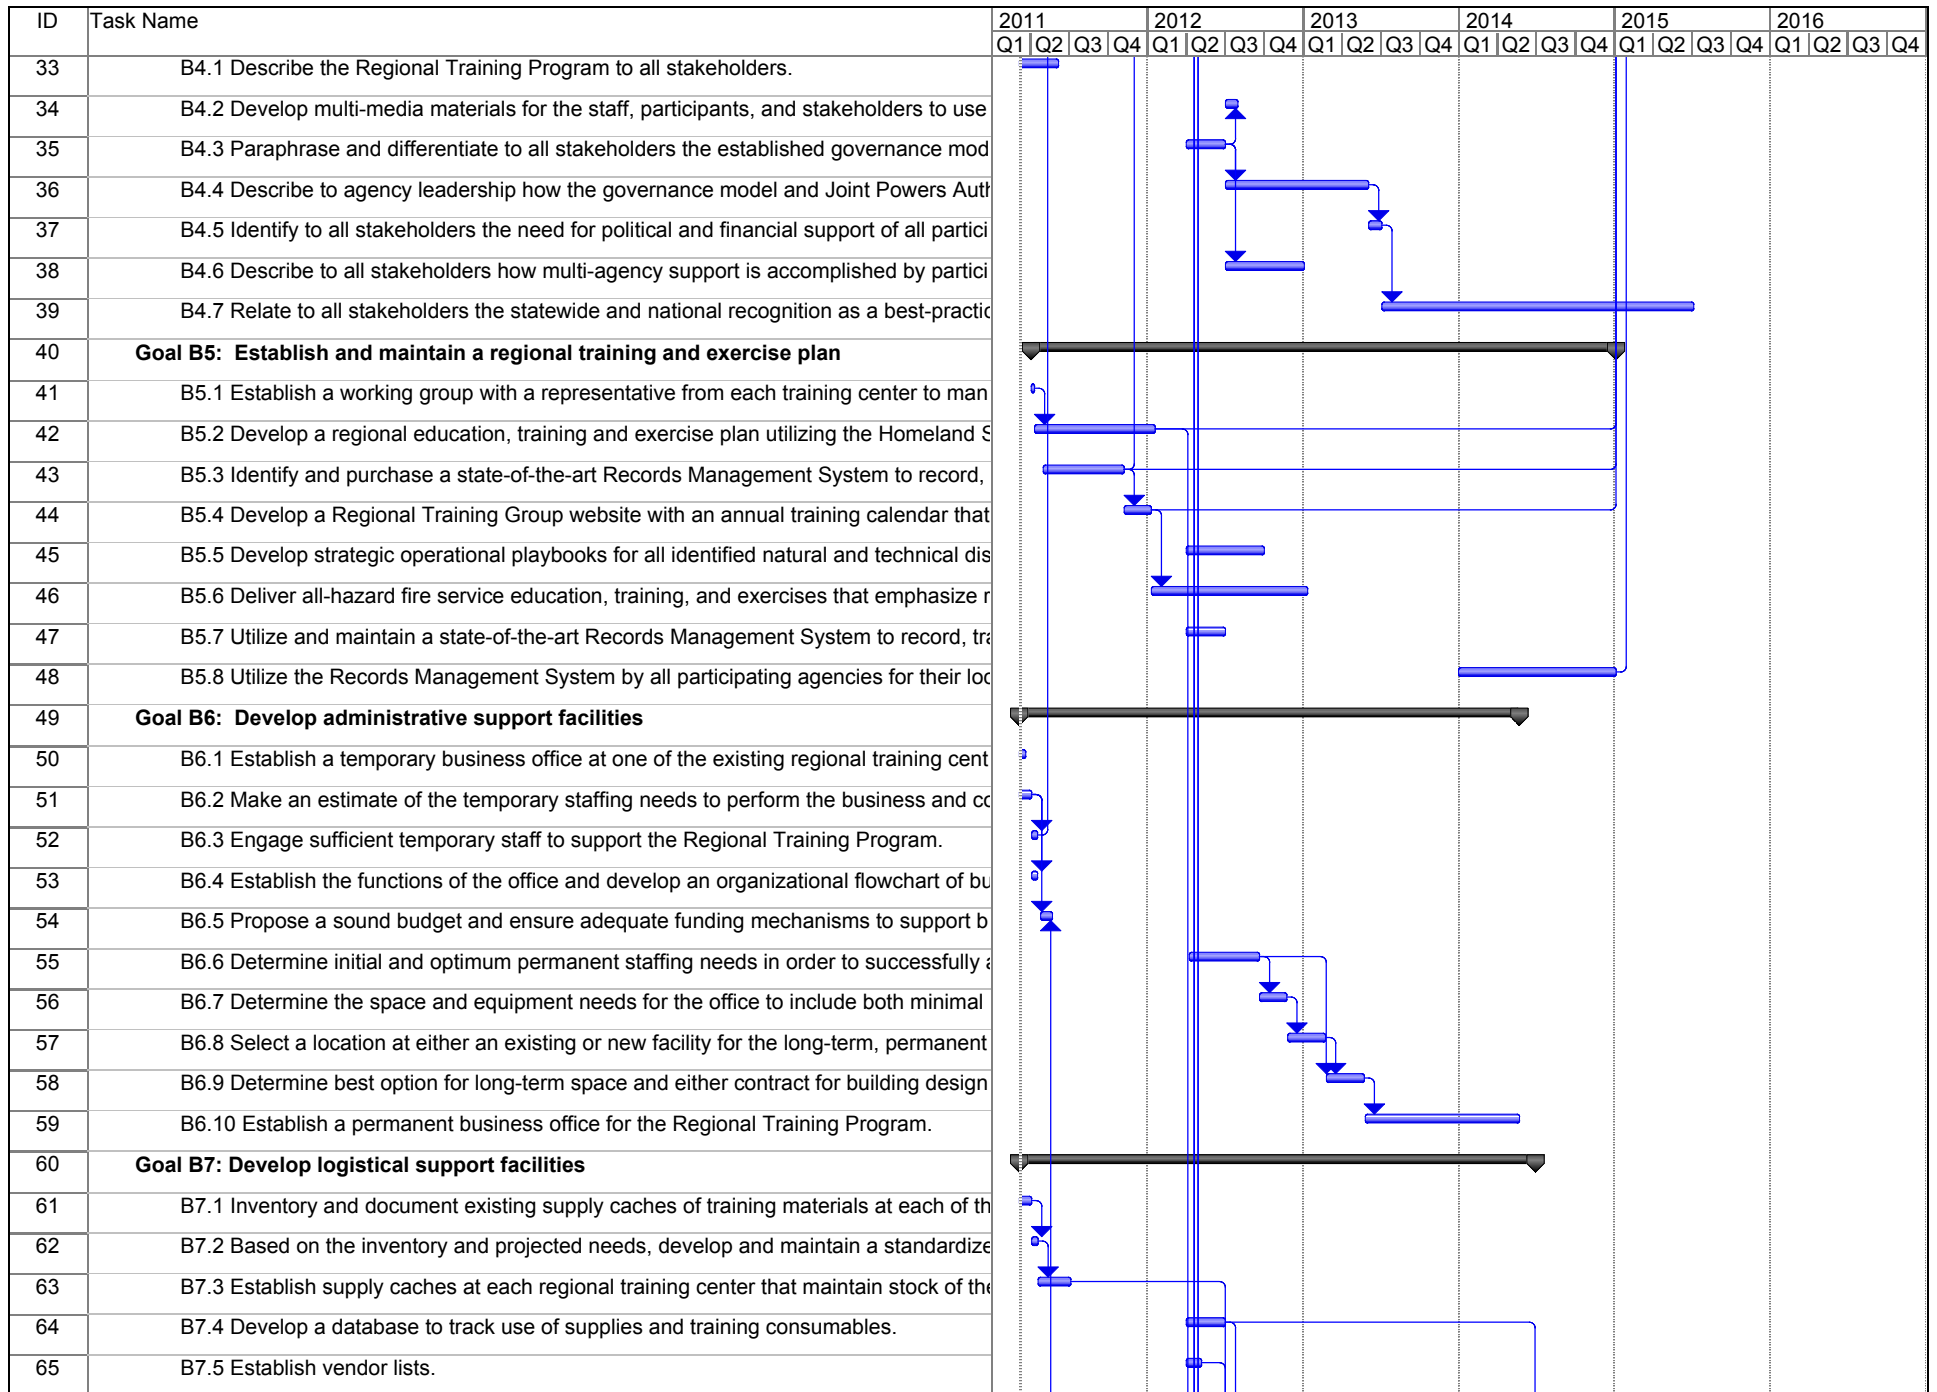 ID Task Name 2011 2012 2013 2014 2015 2016
Q1 Q2 Q3 Q4 Q1 Q2 Q3 Q4 Q1 Q2 Q3 Q4 Q1 Q2 Q3 Q4 Q1 Q2 Q3 Q4 Q1 Q2 Q3 Q4
33 B4.1 Describe the Regional Training Program to all stakeholders.
34 B4.2 Develop multi-media materials for the staff, participants, and stakeholders to use
35 B4.3 Paraphrase and differentiate to all stakeholders the established governance mod
36 B4.4 Describe to agency leadership how the governance model and Joint Powers Auth
37 B4.5 Identify to all stakeholders the need for political and financial support of all partici
38 B4.6 Describe to all stakeholders how multi-agency support is accomplished by partici
39 B4.7 Relate to all stakeholders the statewide and national recognition as a best-practic
40 Goal B5: Establish and maintain a regional training and exercise plan
41 B5.1 Establish a working group with a representative from each training center to man
42 B5.2 Develop a regional education, training and exercise plan utilizing the Homeland S
43 B5.3 Identify and purchase a state-of-the-art Records Management System to record,
44 B5.4 Develop a Regional Training Group website with an annual training calendar that
45 B5.5 Develop strategic operational playbooks for all identified natural and technical dis
46 B5.6 Deliver all-hazard fire service education, training, and exercises that emphasize r
47 B5.7 Utilize and maintain a state-of-the-art Records Management System to record, tra
48 B5.8 Utilize the Records Management System by all participating agencies for their loc
49 Goal B6: Develop administrative support facilities
50 B6.1 Establish a temporary business office at one of the existing regional training cent
51 B6.2 Make an estimate of the temporary staffing needs to perform the business and co
52 B6.3 Engage sufficient temporary staff to support the Regional Training Program.
53 B6.4 Establish the functions of the office and develop an organizational flowchart of bu
54 B6.5 Propose a sound budget and ensure adequate funding mechanisms to support b
55 B6.6 Determine initial and optimum permanent staffing needs in order to successfully a
56 B6.7 Determine the space and equipment needs for the office to include both minimal
57 B6.8 Select a location at either an existing or new facility for the long-term, permanent
58 B6.9 Determine best option for long-term space and either contract for building design
59 B6.10 Establish a permanent business office for the Regional Training Program.
60 Goal B7: Develop logistical support facilities
61 B7.1 Inventory and document existing supply caches of training materials at each of th
62 B7.2 Based on the inventory and projected needs, develop and maintain a standardize
63 B7.3 Establish supply caches at each regional training center that maintain stock of the
64 B7.4 Develop a database to track use of supplies and training consumables.
65 B7.5 Establish vendor lists.